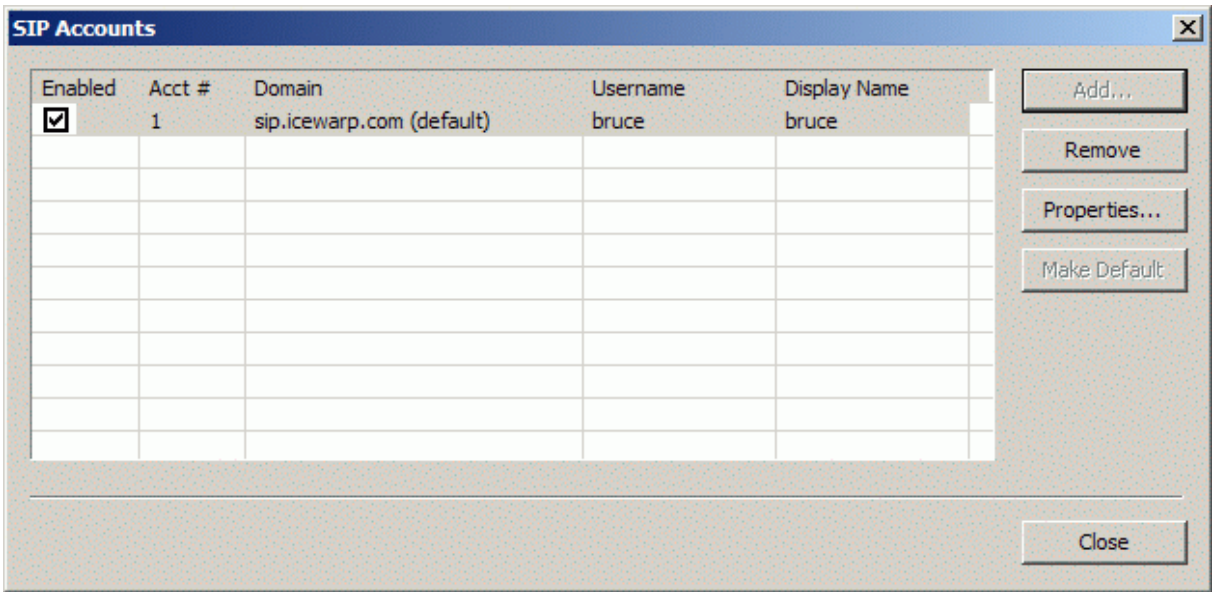 SIP Accounts
Enabled Acct # Domain Username Display Name
1 sip.icewarp.com (default) bruce bruce
Add...
Remove
Properties...
Make Default
Close